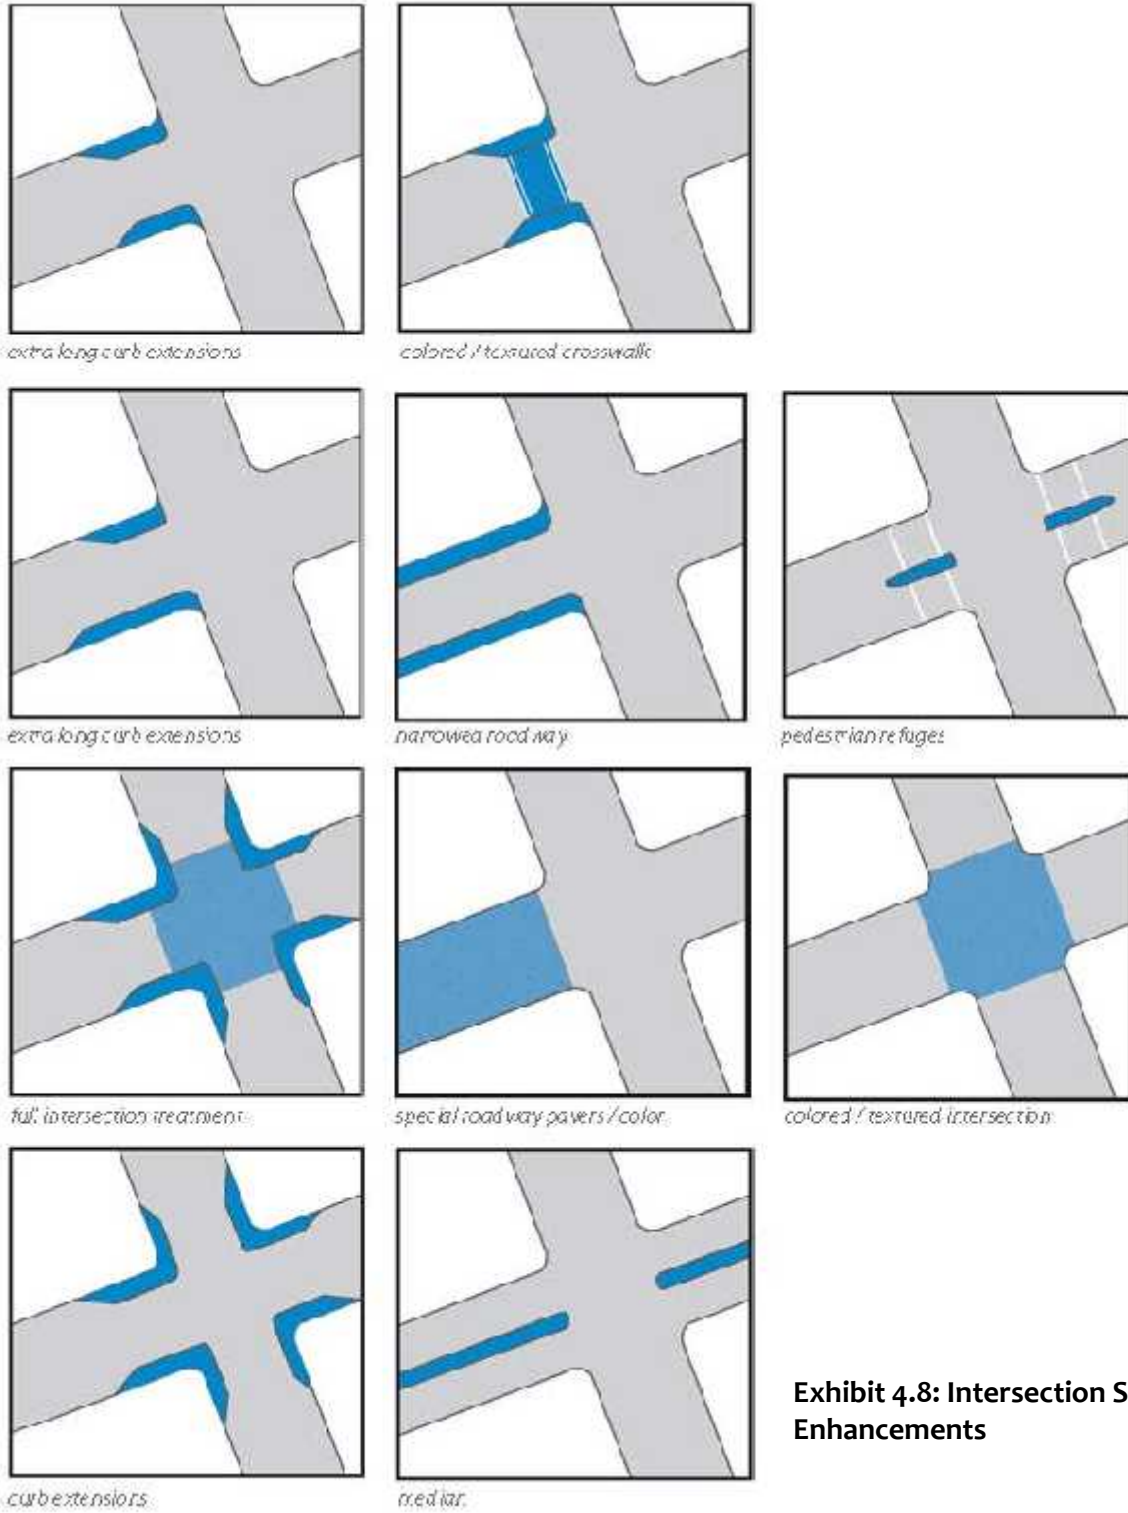 extra long curb extensions
colored / textured crosswalk
extra long curb extensions
narrowed roadway
pedestrian refuges
full intersection treatment
special roadway pavers / color
colored / textured intersection
Exhibit 4.8: Intersection S
Enhancements
curb extensions
median